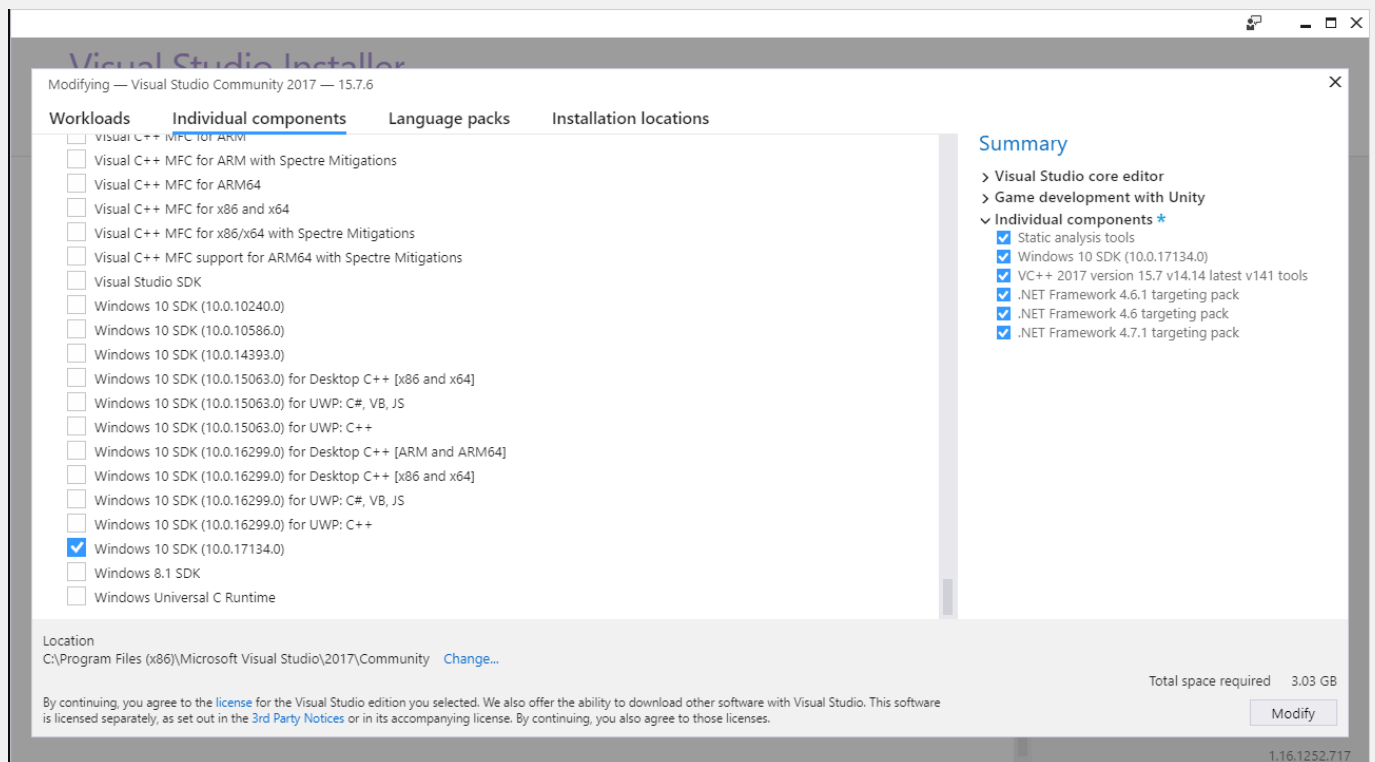 Visual Studio Installer
Modifying — Visual Studio Community 2017 — 15.7.6
Workloads
Individual components
Language packs
Installation locations
Visual C++ MFC for ARM
Visual C++ MFC for ARM with Spectre Mitigations
Visual C++ MFC for ARM64
Visual C++ MFC for x86 and x64
Visual C++ MFC for x86/x64 with Spectre Mitigations
Visual C++ MFC support for ARM64 with Spectre Mitigations
Visual Studio SDK
Windows 10 SDK (10.0.10240.0)
Windows 10 SDK (10.0.10586.0)
Windows 10 SDK (10.0.14393.0)
Windows 10 SDK (10.0.15063.0) for Desktop C++ [x86 and x64]
Windows 10 SDK (10.0.15063.0) for UWP: C#, VB, JS
Windows 10 SDK (10.0.15063.0) for UWP: C++
Windows 10 SDK (10.0.16299.0) for Desktop C++ [ARM and ARM64]
Windows 10 SDK (10.0.16299.0) for Desktop C++ [x86 and x64]
Windows 10 SDK (10.0.16299.0) for UWP: C#, VB, JS
Windows 10 SDK (10.0.16299.0) for UWP: C++
Windows 10 SDK (10.0.17134.0)
Windows 8.1 SDK
Windows Universal C Runtime
Summary
Visual Studio core editor
Game development with Unity
Individual components *
Static analysis tools
Windows 10 SDK (10.0.17134.0)
VC++ 2017 version 15.7 v14.14 latest v141 tools
.NET Framework 4.6.1 targeting pack
.NET Framework 4.6 targeting pack
.NET Framework 4.7.1 targeting pack
Location
C:\Program Files (x86)\Microsoft Visual Studio\2017\Community Change...
Total space required 3.03 GB
By continuing, you agree to the license for the Visual Studio edition you selected. We also offer the ability to download other software with Visual Studio. This software
is licensed separately, as set out in the 3rd Party Notices or in its accompanying license. By continuing, you also agree to those licenses.
Modify
1.16.1252.717